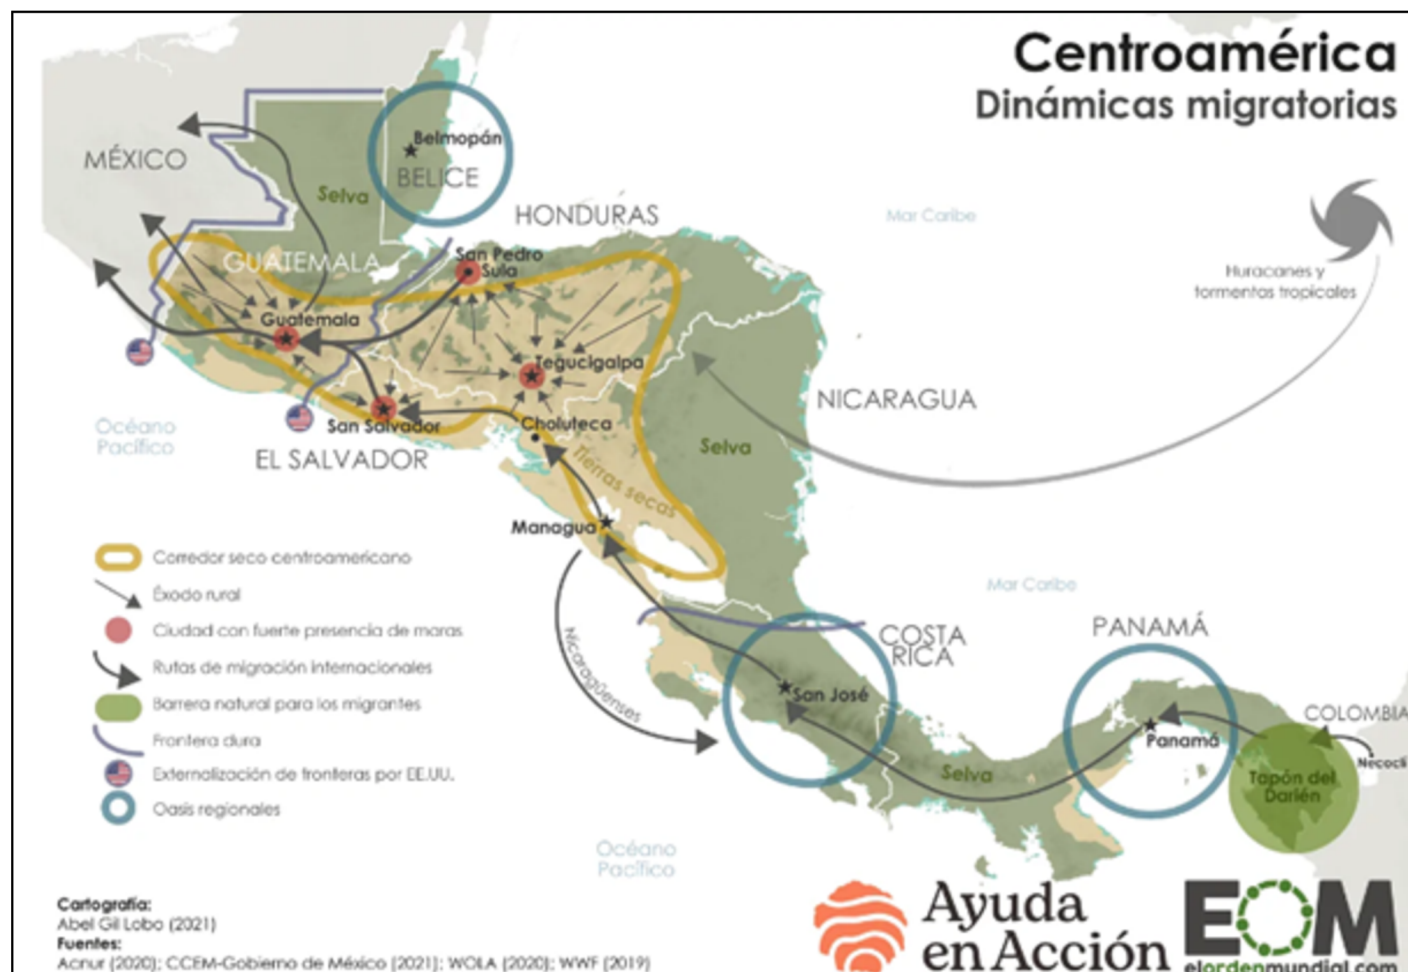 Centroamérica
Dinámicas migratorias
MÉXICO
Belmopán
BELICE
Selva
HONDURAS
Mar Caribe
GUATEMALA
San Pedro
Sula
Huracanes y
tormentas tropicales
Guatemala
Tegucigalpa
NICARAGUA
Océano
Pacífico
San Salvador
Choluteca
EL SALVADOR
Selva
Tierras secas
Managua
Corredor seco centroamericano
Éxodo rural
Ciudad con fuerte presencia de maras
Rutas de migración internacionales
Barrera natural para los migrantes
Frontera dura
Externalización de fronteras por EE.UU.
Oasis regionales
Nicaragüenses
Mar Caribe
COSTA
RICA
PANAMÁ
San José
COLOMBIA
Panamá
Necoclí
Selva
Tapón del
Darién
Océano
Pacífico
Cartografía:
Abel Gil Lobo (2021)
Fuentes:
Acnur (2020); CCEM-Gobierno de México (2021); WOLA (2020); WWF (2019)
Ayuda
en Acción
EOM
elordenmundial.com